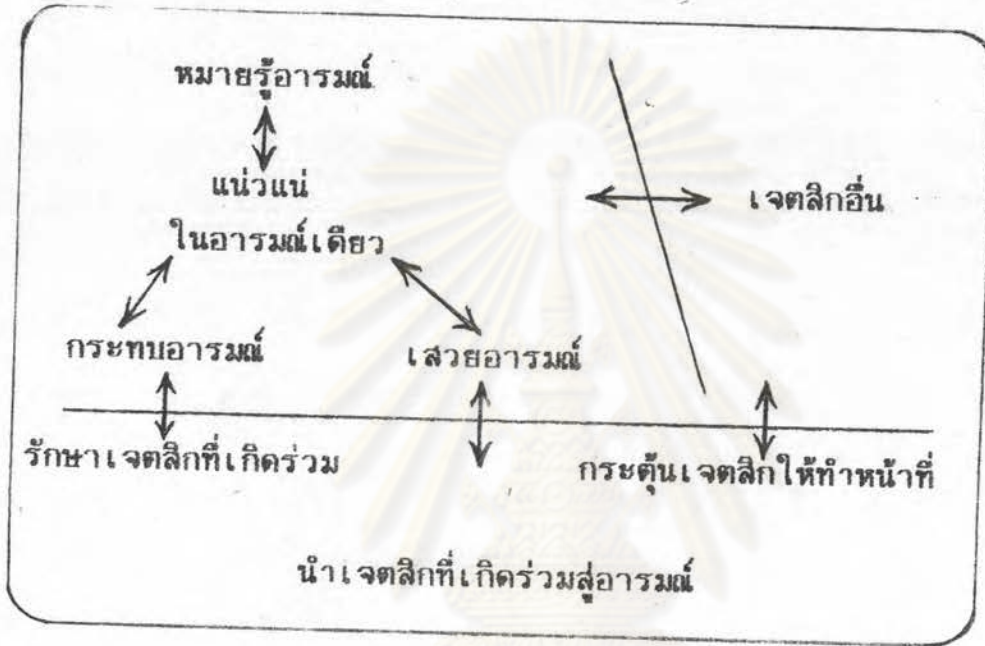 หมายรู้อารมณ์
แน่วแน่
เจตสิกอื่น
ในอารมณ์เดียว
กระทบอารมณ์
เสวยอารมณ์
รักษาเจตสิกที่เกิดร่วม
กระตุ้นเจตสิกให้ทำหน้าที่
นำเจตสิกที่เกิดร่วมสู่อารมณ์